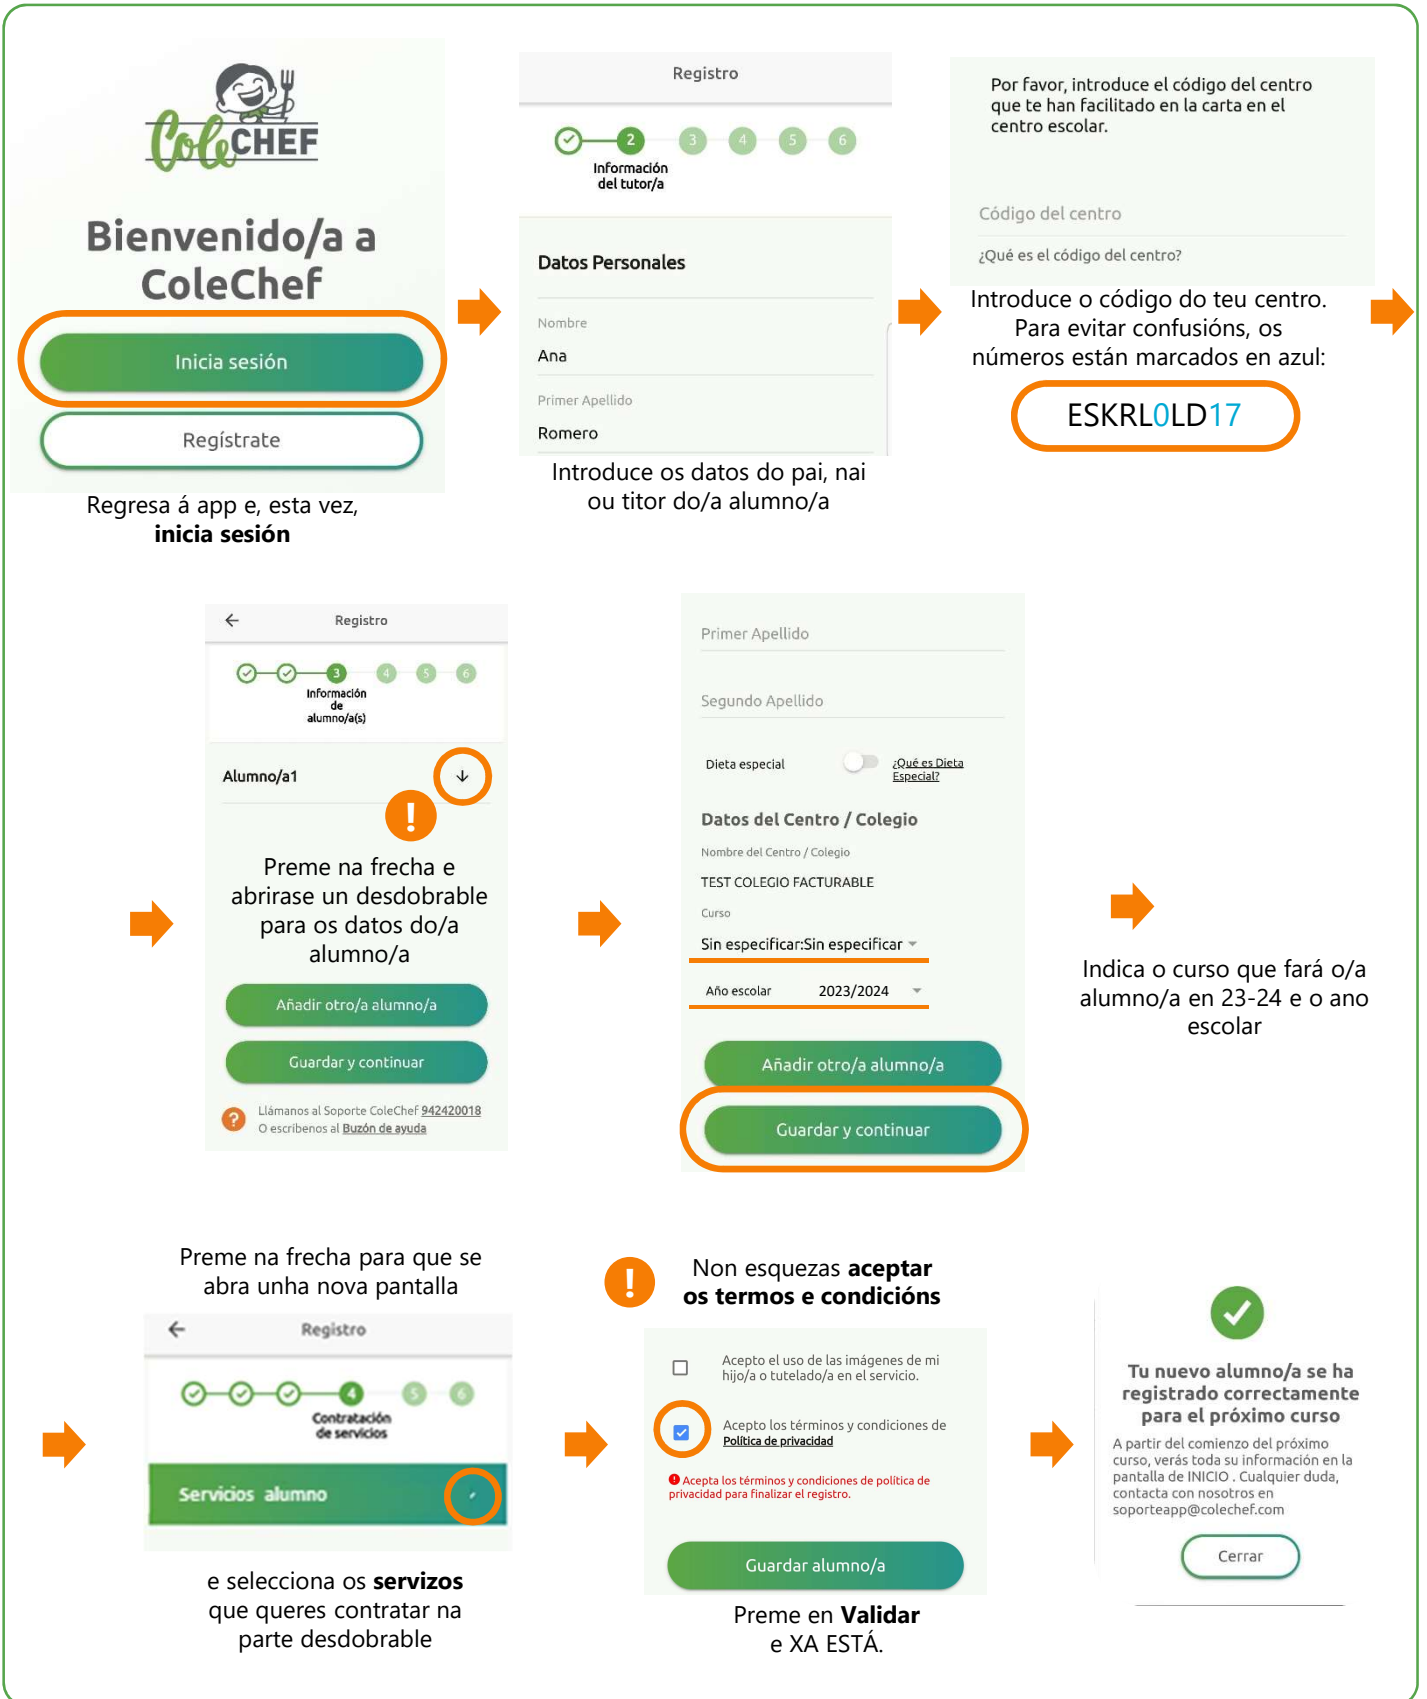 ColeCHEF
Bienvenido/a a
ColeChef
Inicia sesión
Regístrate
Regresa á app e, esta vez,
inicia sesión
Registro
2 3 4 5 6
Información
del tutor/a
Datos Personales
Nombre
Ana
Primer Apellido
Romero
Introduce os datos do pai, nai
ou titor do/a alumno/a
Por favor, introduce el código del centro
que te han facilitado en la carta en el
centro escolar.
Código del centro
¿Qué es el código del centro?
Introduce o código do teu centro.
Para evitar confusións, os
números están marcados en azul:
ESKRL0LD17
Registro
3 4 5 6
Información
de
alumno/a(s)
Alumno/a1
!
Preme na frecha e
abrirase un desdobrable
para os datos do/a
alumno/a
Añadir otro/a alumno/a
Guardar y continuar
? Llámanos al Soporte ColeChef 942420018
O escríbenos al Buzón de ayuda
Primer Apellido
Segundo Apellido
Dieta especial ¿Qué es Dieta
Especial?
Datos del Centro / Colegio
Nombre del Centro / Colegio
TEST COLEGIO FACTURABLE
Curso
Sin especificar:Sin especificar
Año escolar 2023/2024
Añadir otro/a alumno/a
Guardar y continuar
Indica o curso que fará o/a
alumno/a en 23-24 e o ano
escolar
Preme na frecha para que se
abra unha nova pantalla
Registro
4 5 6
Contratación
de servicios
Servicios alumno
e selecciona os servizos
que queres contratar na
parte desdobrable
!
Non esquezas aceptar
os termos e condicións
Acepto el uso de las imágenes de mi
hijo/a o tutelado/a en el servicio.
Acepto los términos y condiciones de
Política de privacidad
! Acepta los términos y condiciones de política de
privacidad para finalizar el registro.
Guardar alumno/a
Preme en Validar
e XA ESTÁ.
Tu nuevo alumno/a se ha
registrado correctamente
para el próximo curso
A partir del comienzo del próximo
curso, verás toda su información en la
pantalla de INICIO . Cualquier duda,
contacta con nosotros en
soporteapp@colechef.com
Cerrar